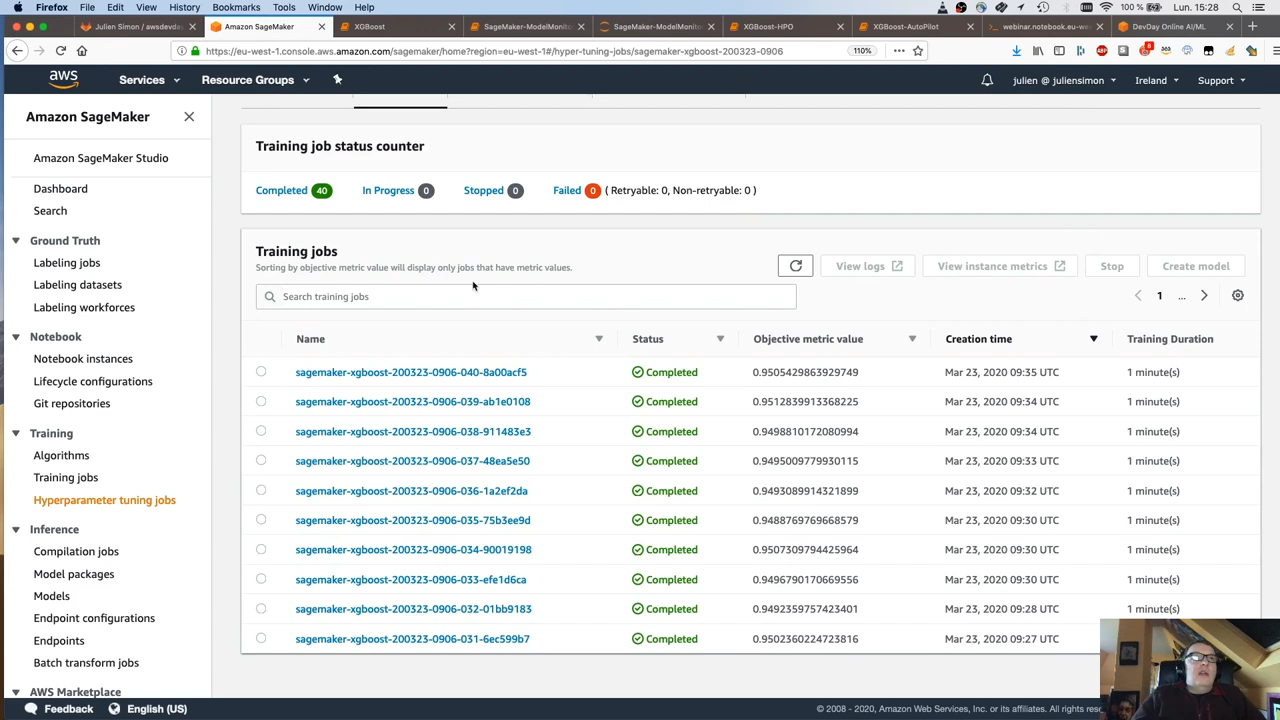 Firefox File Edit View History Bookmarks Tools Window Help 100 % Lun. 15:28
Julien Simon / awsdevda Amazon SageMaker XGBoost SageMaker-ModelMonito SageMaker-ModelMonito XGBoost-HPO XGBoost-AutoPilot webinar.notebook.eu-we DevDay Online AI/ML
https://eu-west-1.console.aws.amazon.com/sagemaker/home?region=eu-west-1#/hyper-tuning-jobs/sagemaker-xgboost-200323-0906 110%
aws Services Resource Groups julien @ juliensimon Ireland Support
Amazon SageMaker
Amazon SageMaker Studio
Dashboard
Search
Ground Truth
Labeling jobs
Labeling datasets
Labeling workforces
Notebook
Notebook instances
Lifecycle configurations
Git repositories
Training
Algorithms
Training jobs
Hyperparameter tuning jobs
Inference
Compilation jobs
Model packages
Models
Endpoint configurations
Endpoints
Batch transform jobs
AWS Marketplace
Training job status counter
Completed 40 In Progress 0 Stopped 0 Failed 0 ( Retryable: 0, Non-retryable: 0 )
Training jobs
Sorting by objective metric value will display only jobs that have metric values.
View logs View instance metrics Stop Create model
Search training jobs
1 ...
Name Status Objective metric value Creation time Training Duration
sagemaker-xgboost-200323-0906-040-8a00acf5 Completed 0.9505429863929749 Mar 23, 2020 09:35 UTC 1 minute(s)
sagemaker-xgboost-200323-0906-039-ab1e0108 Completed 0.9512839913368225 Mar 23, 2020 09:34 UTC 1 minute(s)
sagemaker-xgboost-200323-0906-038-911483e3 Completed 0.9498810172080994 Mar 23, 2020 09:34 UTC 1 minute(s)
sagemaker-xgboost-200323-0906-037-48ea5e50 Completed 0.9495009779930115 Mar 23, 2020 09:33 UTC 1 minute(s)
sagemaker-xgboost-200323-0906-036-1a2ef2da Completed 0.9493089914321899 Mar 23, 2020 09:32 UTC 1 minute(s)
sagemaker-xgboost-200323-0906-035-75b3ee9d Completed 0.9488769769668579 Mar 23, 2020 09:30 UTC 1 minute(s)
sagemaker-xgboost-200323-0906-034-90019198 Completed 0.9507309794425964 Mar 23, 2020 09:30 UTC 1 minute(s)
sagemaker-xgboost-200323-0906-033-efe1d6ca Completed 0.9496790170669556 Mar 23, 2020 09:30 UTC 1 minute(s)
sagemaker-xgboost-200323-0906-032-01bb9183 Completed 0.9492359757423401 Mar 23, 2020 09:28 UTC 1 minute(s)
sagemaker-xgboost-200323-0906-031-6ec599b7 Completed 0.9502360224723816 Mar 23, 2020 09:27 UTC
Feedback English (US) © 2008 - 2020, Amazon Web Services, Inc. or its affiliates. All rights